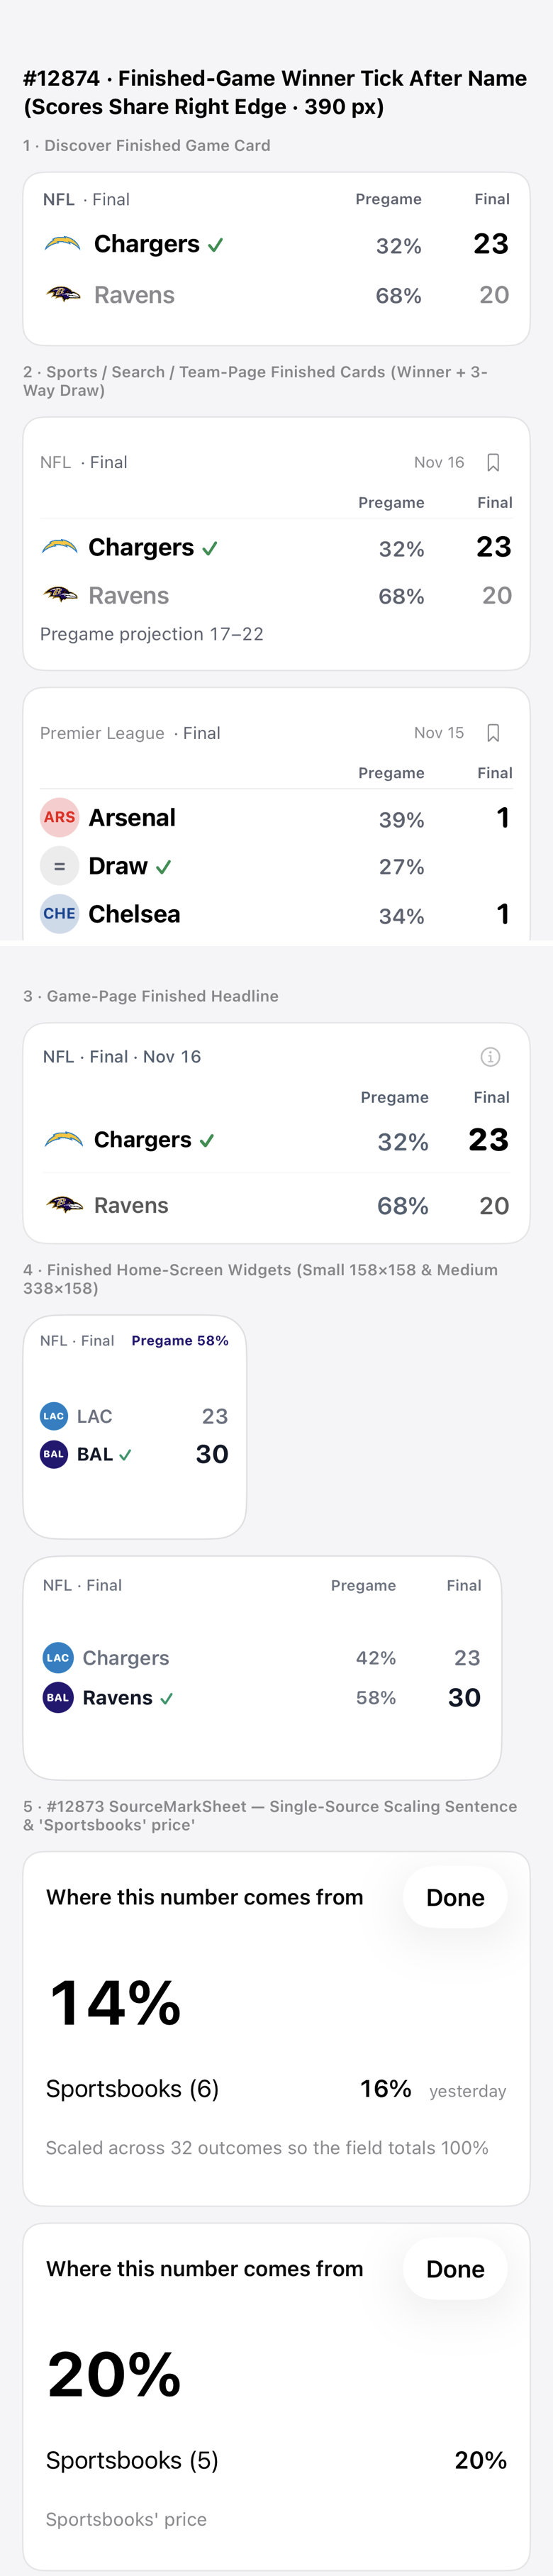 #12874 · Finished-Game Winner Tick After Name
(Scores Share Right Edge · 390 px)
1 · Discover Finished Game Card
NFL · Final Pregame Final
Chargers ✓ 32% 23
Ravens 68% 20
2 · Sports / Search / Team-Page Finished Cards (Winner + 3-
Way Draw)
NFL · Final Nov 16
Pregame Final
Chargers ✓ 32% 23
Ravens 68% 20
Pregame projection 17–22
Premier League · Final Nov 15
Pregame Final
ARS Arsenal 39% 1
= Draw ✓ 27%
CHE Chelsea 34% 1
3 · Game-Page Finished Headline
NFL · Final · Nov 16
Pregame Final
Chargers ✓ 32% 23
Ravens 68% 20
4 · Finished Home-Screen Widgets (Small 158×158 & Medium
338×158)
NFL · Final Pregame 58%
LAC LAC 23
BAL BAL ✓ 30
NFL · Final Pregame Final
LAC Chargers 42% 23
BAL Ravens ✓ 58% 30
5 · #12873 SourceMarkSheet — Single-Source Scaling Sentence
& 'Sportsbooks' price'
Where this number comes from Done
14%
Sportsbooks (6) 16% yesterday
Scaled across 32 outcomes so the field totals 100%
Where this number comes from Done
20%
Sportsbooks (5) 20%
Sportsbooks' price